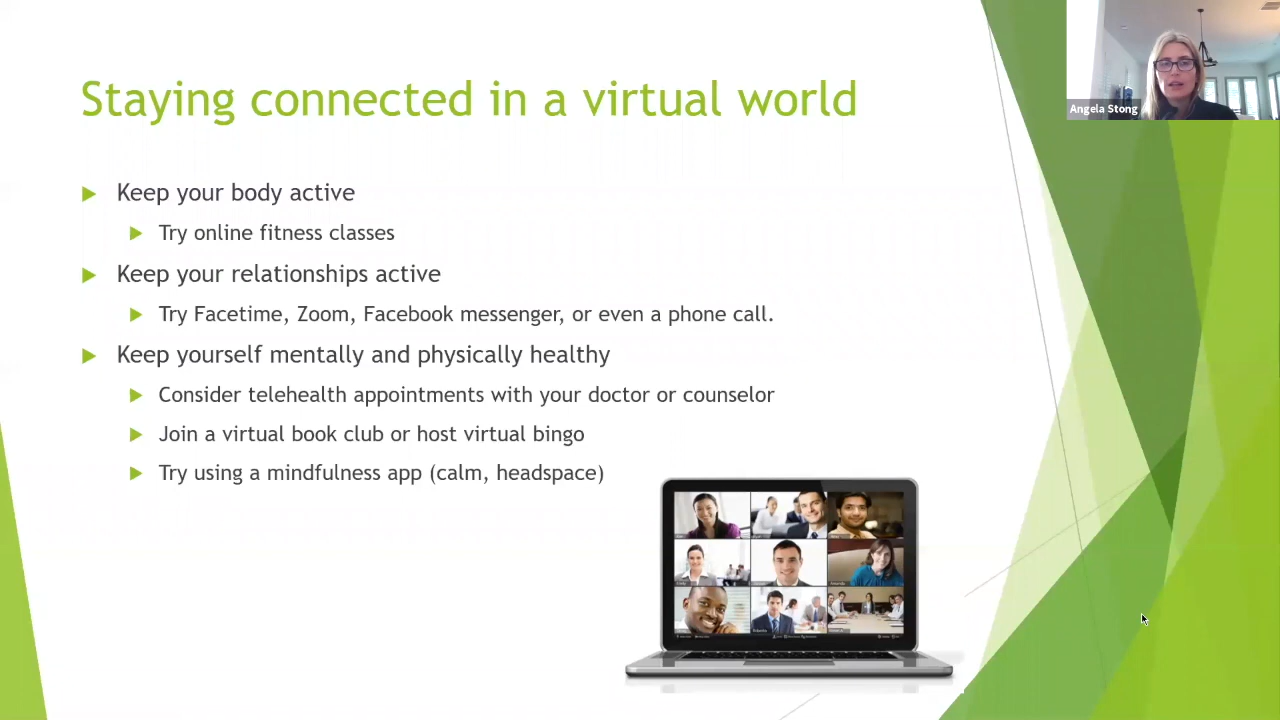 Staying connected in a virtual world
Angela Stong
Keep your body active
Try online fitness classes
Keep your relationships active
Try Facetime, Zoom, Facebook messenger, or even a phone call.
Keep yourself mentally and physically healthy
Consider telehealth appointments with your doctor or counselor
Join a virtual book club or host virtual bingo
Try using a mindfulness app (calm, headspace)